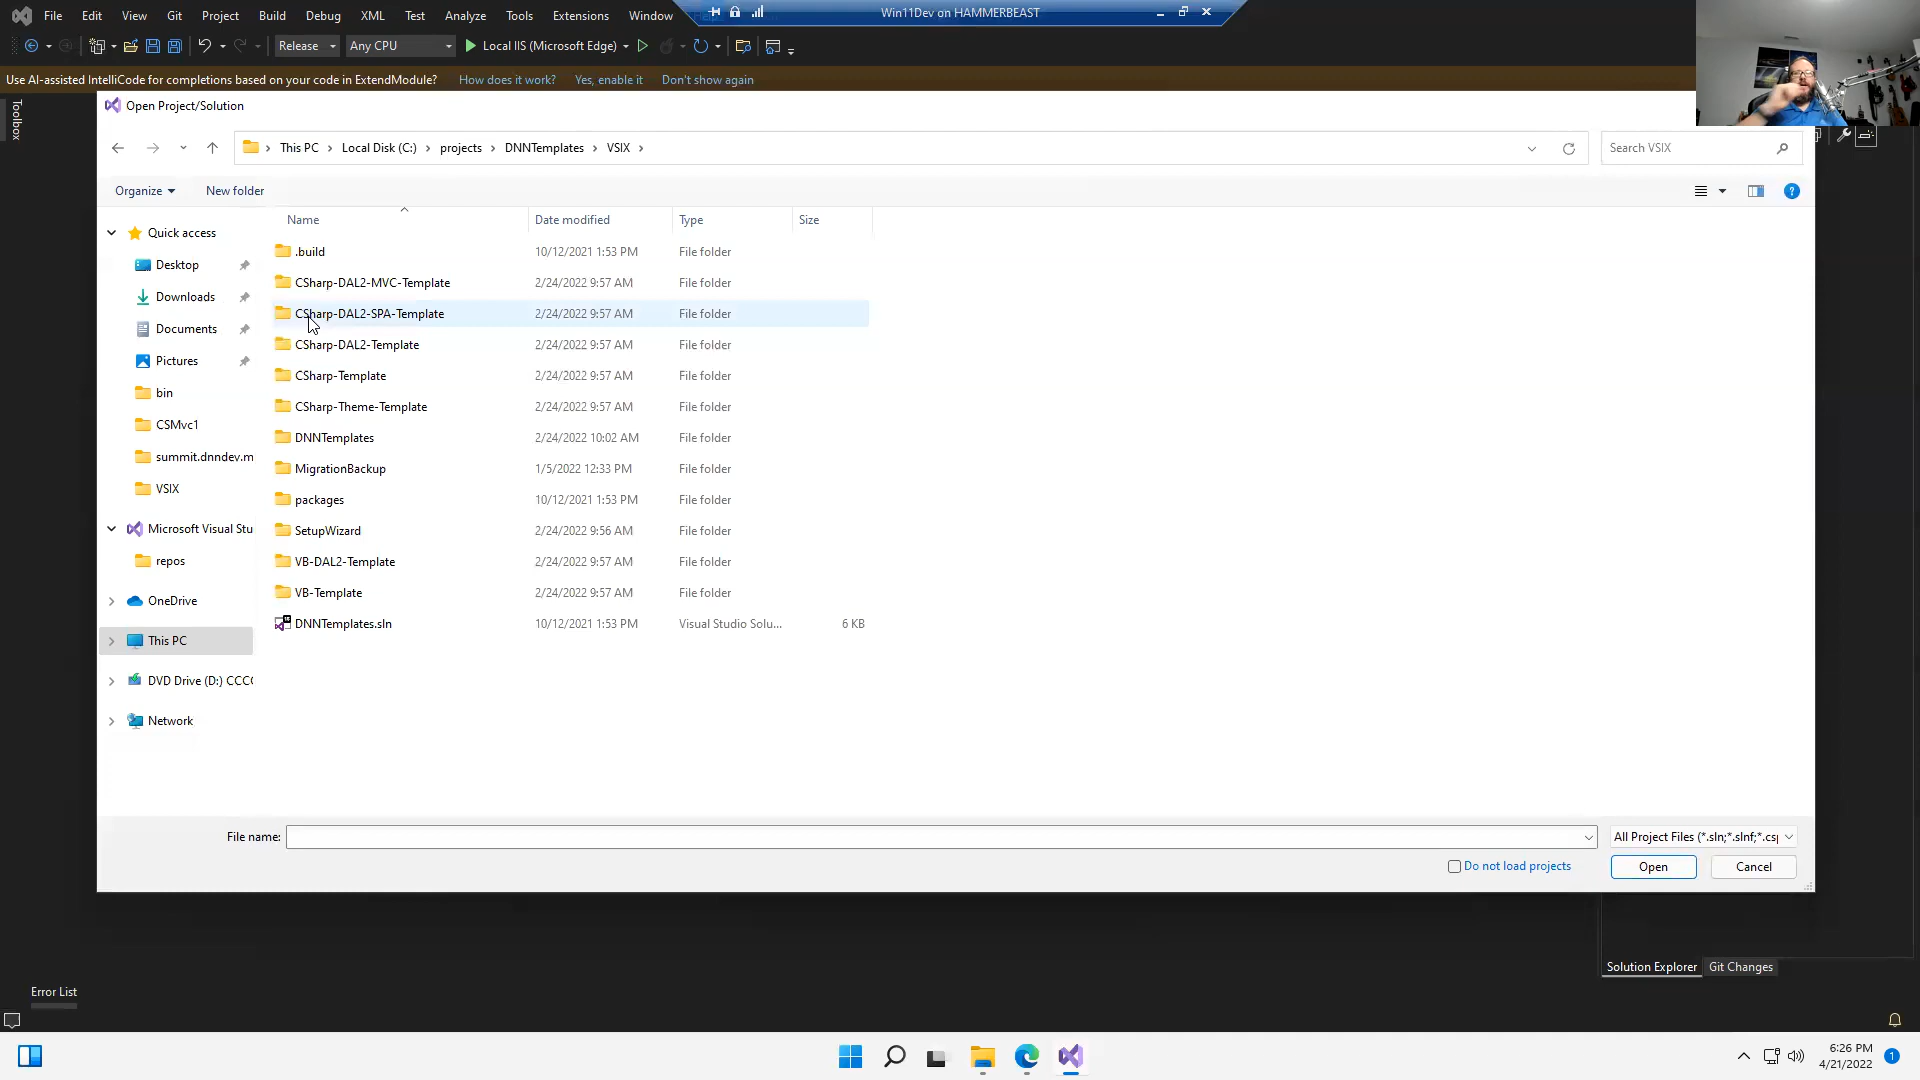 File Edit View Git Project Build Debug XML Test Analyze Tools Extensions Window
Win11Dev on HAMMERBEAST
Release Any CPU Local IIS (Microsoft Edge)
Use AI-assisted IntelliCode for completions based on your code in ExtendModule? How does it work? Yes, enable it Don't show again
Toolbox
Open Project/Solution
This PC Local Disk (C:) projects DNNTemplates VSIX
Search VSIX
Organize New folder
Name Date modified Type Size
Quick access
Desktop
Downloads
Documents
Pictures
bin
CSMvc1
summit.dnndev.m
VSIX
Microsoft Visual Stu
repos
OneDrive
This PC
DVD Drive (D:) CCC
Network
.build 10/12/2021 1:53 PM File folder
CSharp-DAL2-MVC-Template 2/24/2022 9:57 AM File folder
CSharp-DAL2-SPA-Template 2/24/2022 9:57 AM File folder
CSharp-DAL2-Template 2/24/2022 9:57 AM File folder
CSharp-Template 2/24/2022 9:57 AM File folder
CSharp-Theme-Template 2/24/2022 9:57 AM File folder
DNNTemplates 2/24/2022 10:02 AM File folder
MigrationBackup 1/5/2022 12:33 PM File folder
packages 10/12/2021 1:53 PM File folder
SetupWizard 2/24/2022 9:56 AM File folder
VB-DAL2-Template 2/24/2022 9:57 AM File folder
VB-Template 2/24/2022 9:57 AM File folder
DNNTemplates.sln 10/12/2021 1:53 PM Visual Studio Solu... 6 KB
File name:
All Project Files (*.sln;*.slnf;*.csp
Do not load projects
Open Cancel
Solution Explorer Git Changes
Error List
6:26 PM
4/21/2022
1